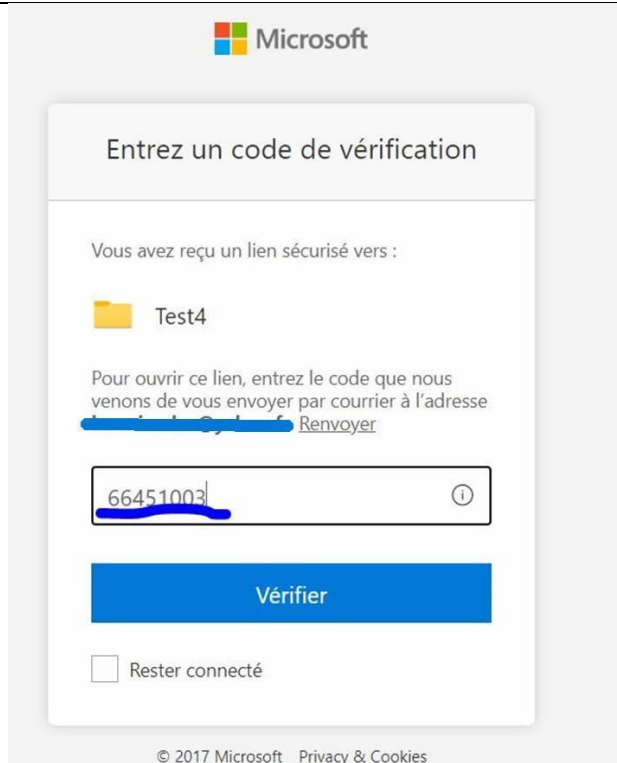 Microsoft
Entrez un code de vérification
Vous avez reçu un lien sécurisé vers :
Test4
Pour ouvrir ce lien, entrez le code que nous
venons de vous envoyer par courrier à l'adresse
Renvoyer
66451003
Vérifier
Rester connecté
© 2017 Microsoft Privacy & Cookies